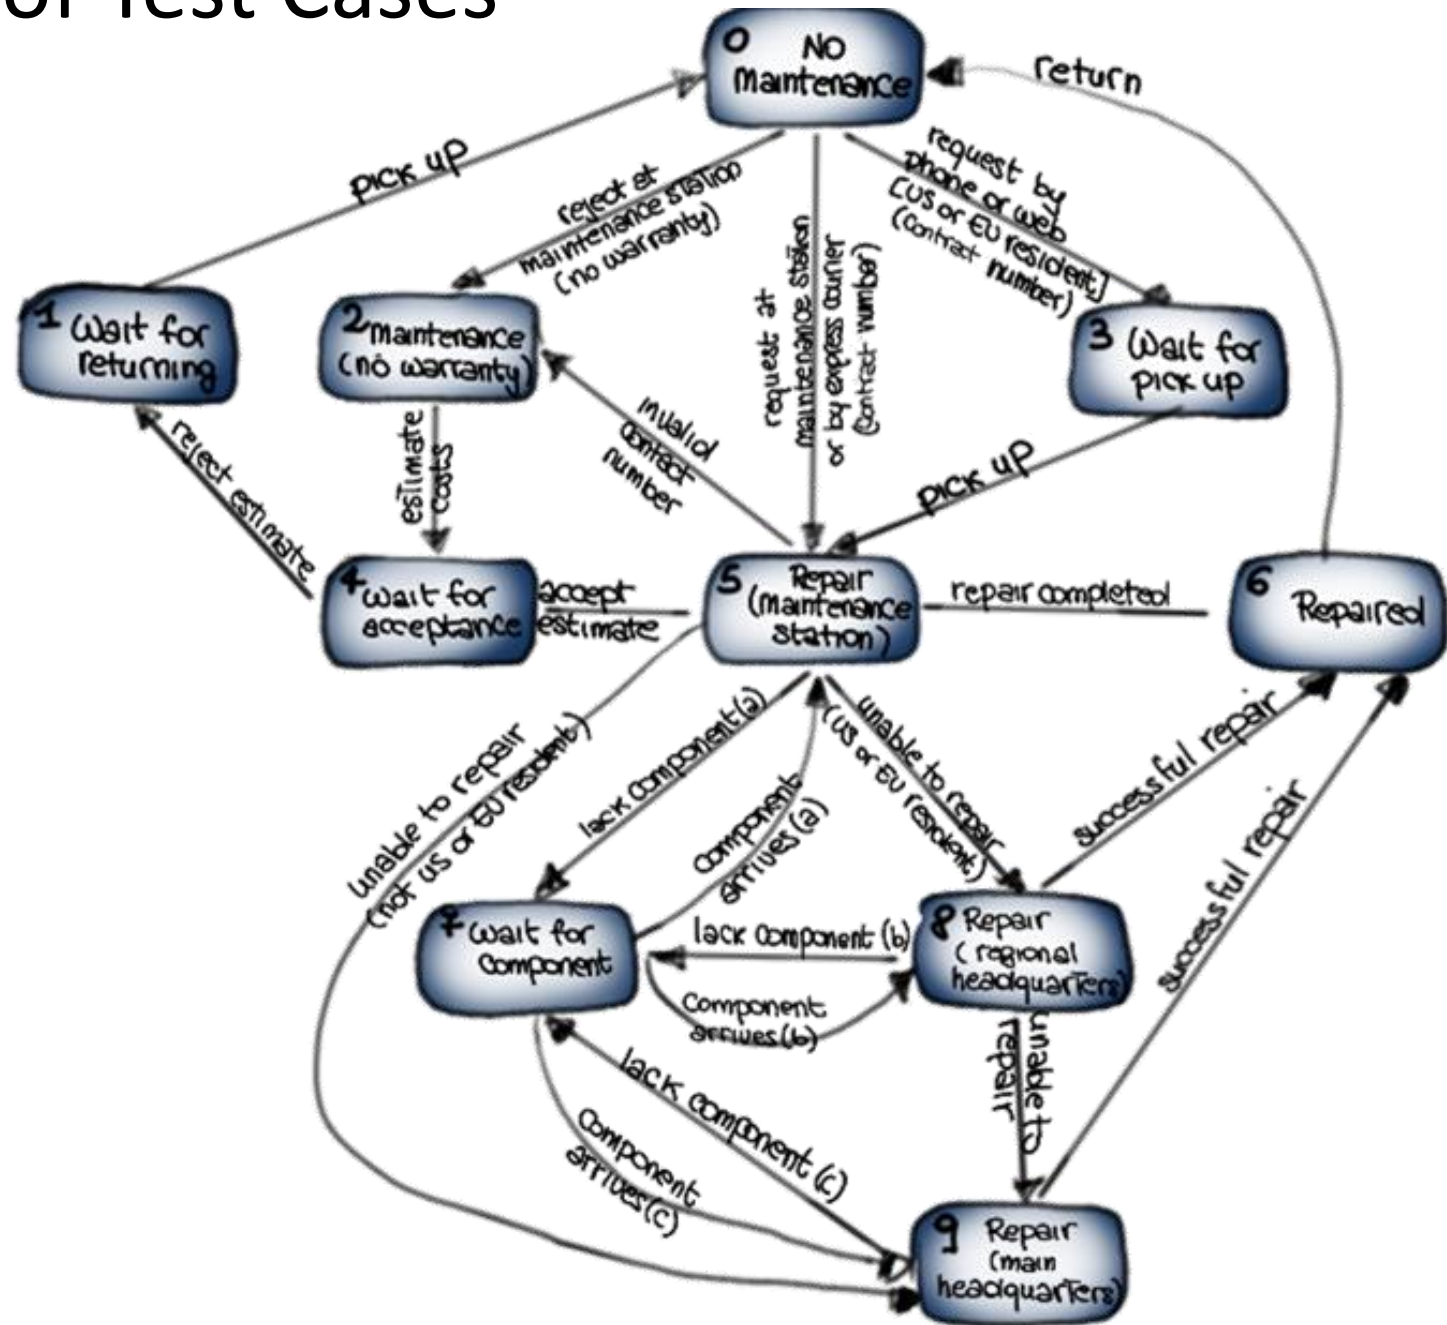 or Test Cases
0 NO
maintenance
return
pick up
reject at
maintenance station
(no warranty)
request at
maintenance station
or by express courier
(contract number)
request by
phone or web
[US or EU resident]
(contract number)
1 Wait for
returning
2 maintenance
(no warranty)
3 Wait for
pick up
estimate
costs
invalid
contact
number
pick up
reject estimate
4 wait for
acceptance
accept
estimate
5 Repair
(maintenance
station)
repair completed
6 Repaired
unable to repair
(not us or EU resident)
lack component (a)
component
arrives (a)
unable to repair
(US or EU resident)
successful repair
successful repair
7 wait for
component
lack component (b)
component
arrives (b)
8 Repair
(regional
headquarters)
unable to
repair
lack component (c)
component
arrives (c)
9 Repair
(main
headquarters)